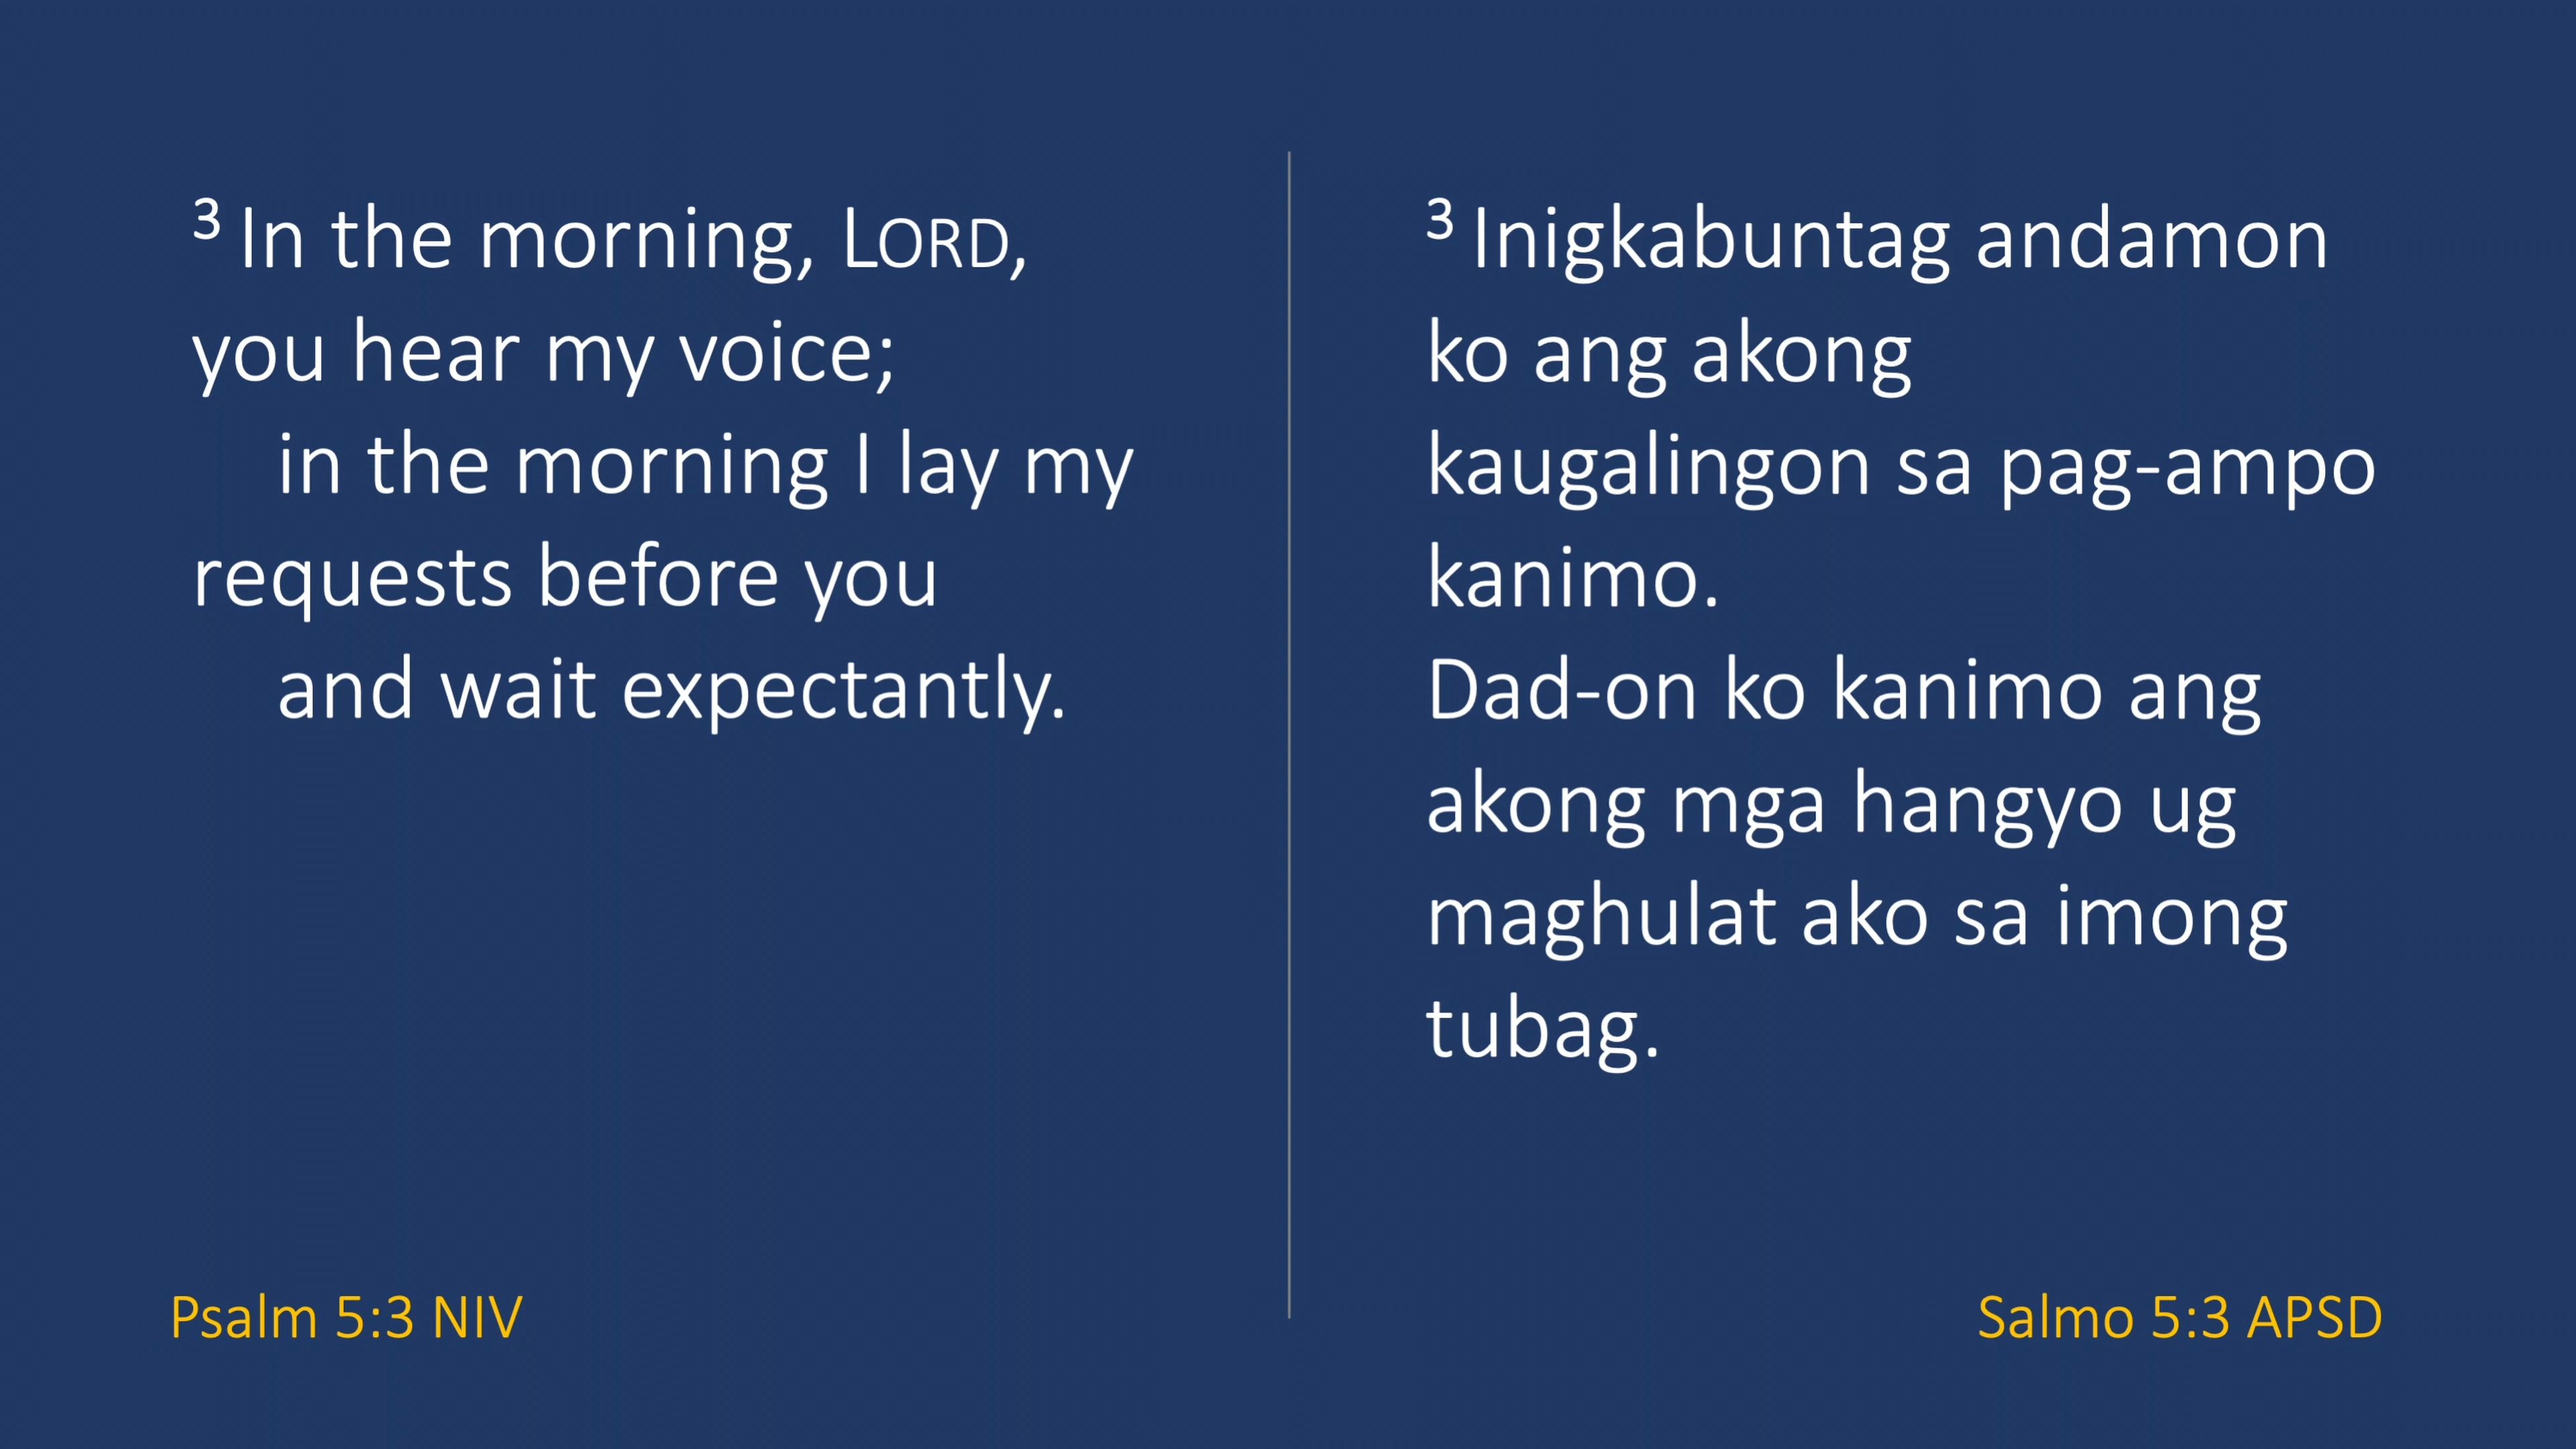 3 In the morning, LORD,
you hear my voice;
in the morning I lay my
requests before you
and wait expectantly.
Psalm 5:3 NIV
3 Inigkabuntag andamon
ko ang akong
kaugalingon sa pag-ampo
kanimo.
Dad-on ko kanimo ang
akong mga hangyo ug
maghulat ako sa imong
tubag.
Salmo 5:3 APSD